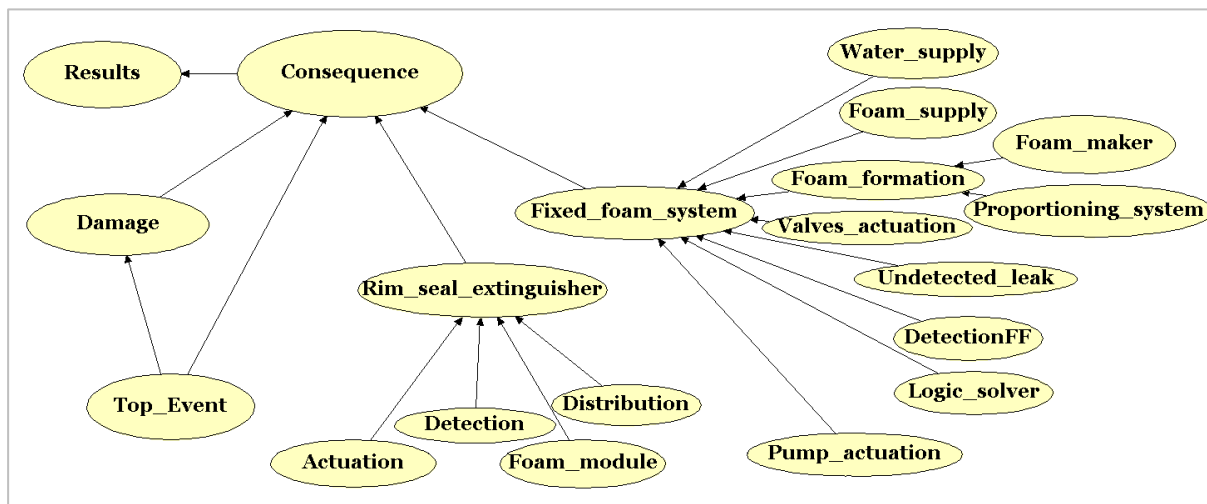 Water_supply
Results
Consequence
Foam_supply
Foam_maker
Foam_formation
Fixed_foam_system
Proportioning_system
Damage
Valves_actuation
Undetected_leak
Rim_seal_extinguisher
DetectionFF
Logic_solver
Top_Event
Distribution
Detection
Pump_actuation
Actuation
Foam_module